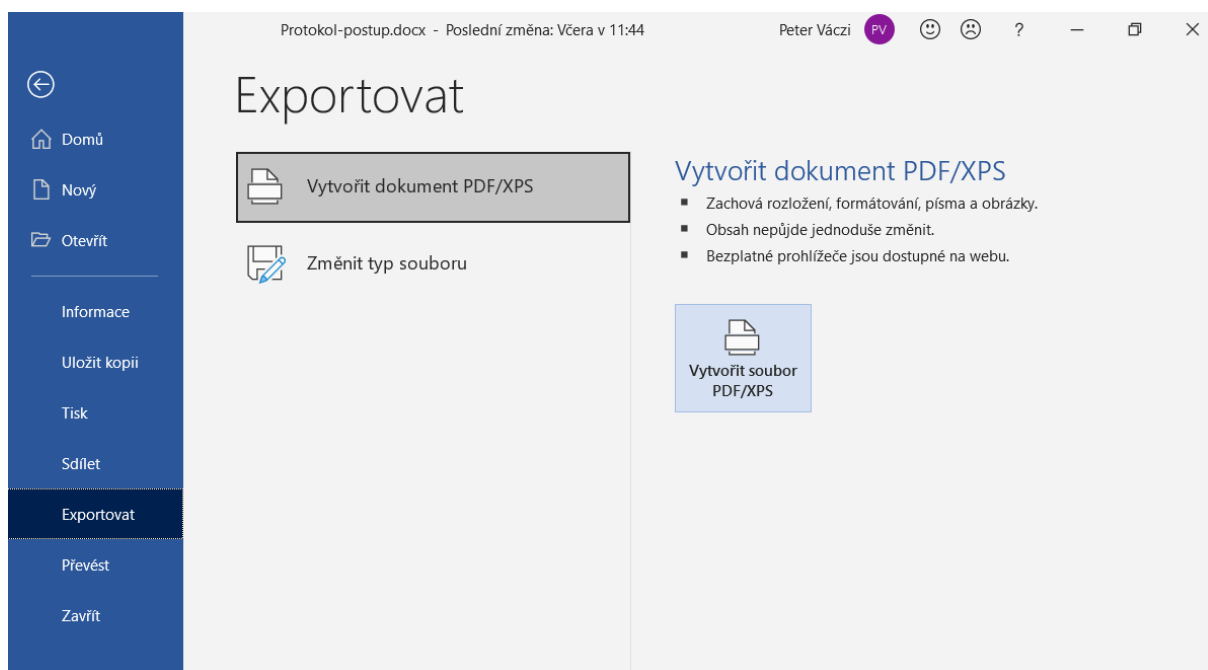 Protokol-postup.docx - Poslední změna: Včera v 11:44
Peter Váczi
PV
?
Domů
Nový
Otevřít
Informace
Uložit kopii
Tisk
Sdílet
Exportovat
Převést
Zavřít
Exportovat
Vytvořit dokument PDF/XPS
Změnit typ souboru
Vytvořit dokument PDF/XPS
Zachová rozložení, formátování, písma a obrázky.
Obsah nepůjde jednoduše změnit.
Bezplatné prohlížeče jsou dostupné na webu.
Vytvořit soubor
PDF/XPS